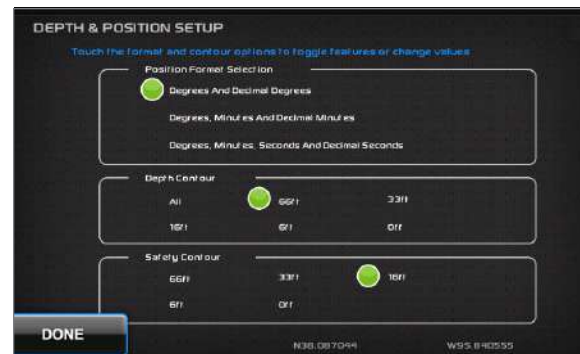 DEPTH & POSITION SETUP
Touch the format and contour options to toggle features or change values
Position Format Selection
Degrees And Decimal Degrees
Degrees, Minutes And Decimal Minutes
Degrees, Minutes, Seconds And Decimal Seconds
Depth Contour
All 66ft 33ft
16ft 6ft Off
Safety Contour
66ft 33ft 16ft
6ft Off
DONE
N38.087044 W95.840555